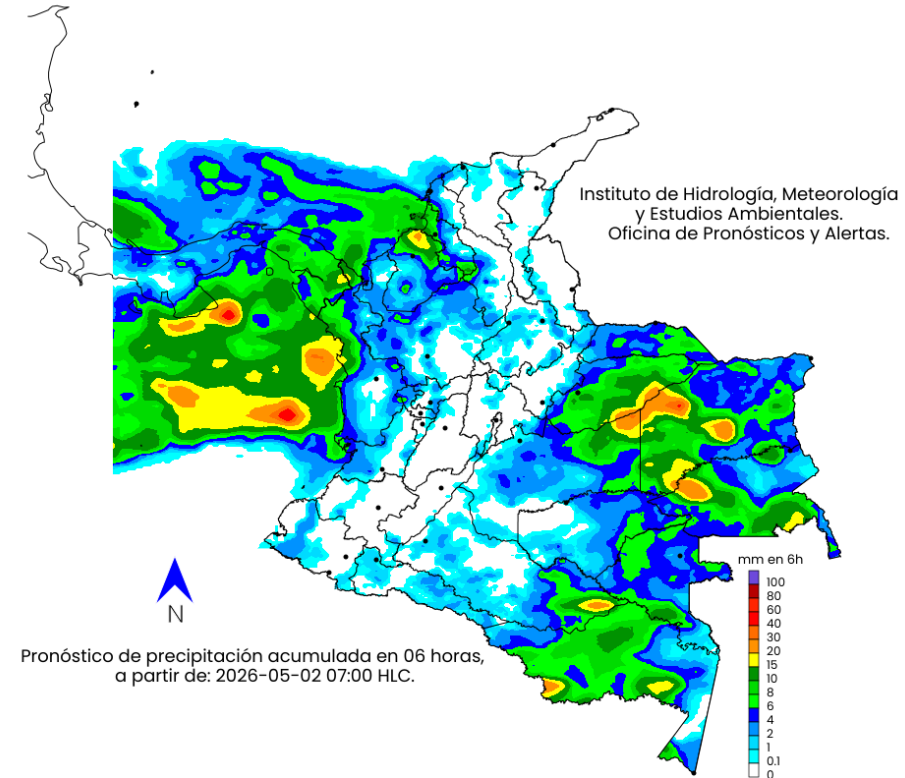 Instituto de Hidrología, Meteorología
y Estudios Ambientales.
Oficina de Pronósticos y Alertas.
mm en 6h
100
80
60
40
30
20
15
10
8
6
4
2
1
0.1
0
N
Pronóstico de precipitación acumulada en 06 horas,
a partir de: 2026-05-02 07:00 HLC.